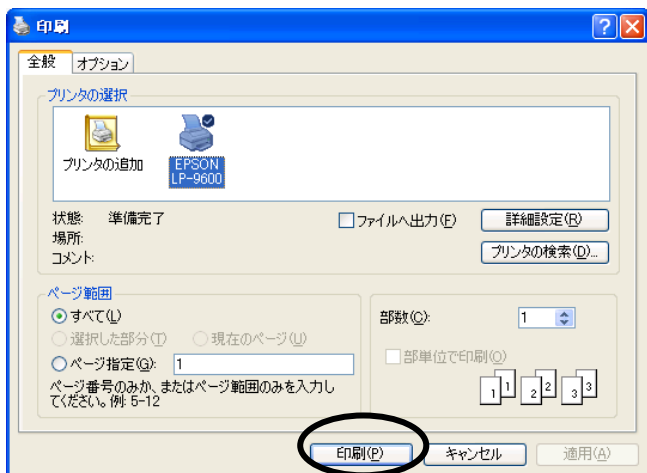 印刷
全般 オプション
プリンタの選択
プリンタの追加
EPSON
LP-9600
状態: 準備完了
場所:
コメント:
ファイルへ出力(F)
詳細設定(R)
プリンタの検索(D)...
ページ範囲
すべて(L)
選択した部分(T) 現在のページ(U)
ページ指定(G): 1
ページ番号のみか、またはページ範囲のみを入力し
てください。例: 5-12
部数(C): 1
部単位で印刷(O)
1 1 2 2 3 3
印刷(P) キャンセル 適用(A)